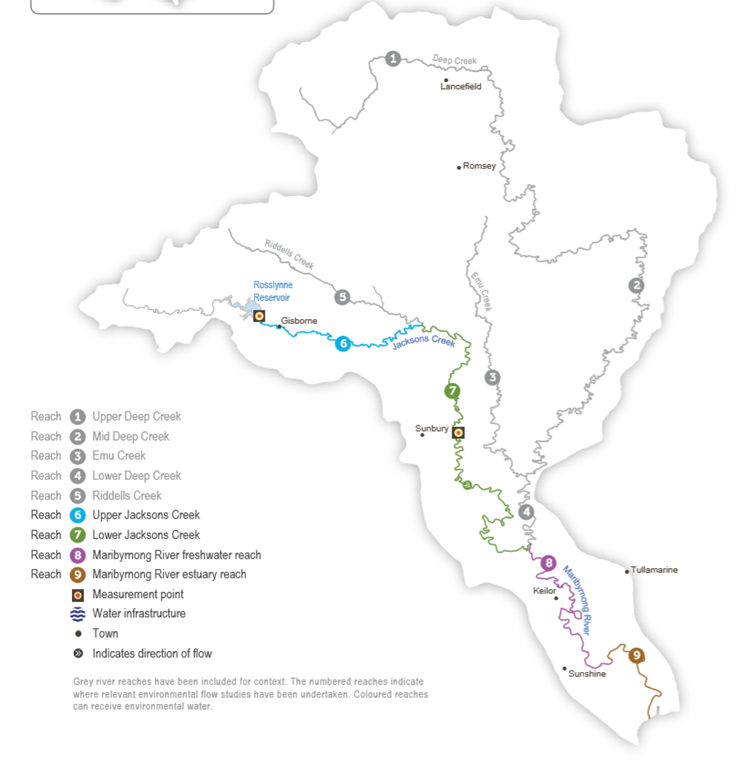 1
Deep Creek
Lancefield
Romsey
Riddells Creek
Rosslynne
Reservoir
5
Emu Creek
2
Gisborne
6
Jacksons Creek
3
7
Sunbury
4
8
Maribyrnong River
Tullamarine
Keilor
9
Sunshine
Reach 1 Upper Deep Creek
Reach 2 Mid Deep Creek
Reach 3 Emu Creek
Reach 4 Lower Deep Creek
Reach 5 Riddells Creek
Reach 6 Upper Jacksons Creek
Reach 7 Lower Jacksons Creek
Reach 8 Maribyrnong River freshwater reach
Reach 9 Maribyrnong River estuary reach
Measurement point
Water infrastructure
Town
Indicates direction of flow
Grey river reaches have been included for context. The numbered reaches indicate
where relevant environmental flow studies have been undertaken. Coloured reaches
can receive environmental water.